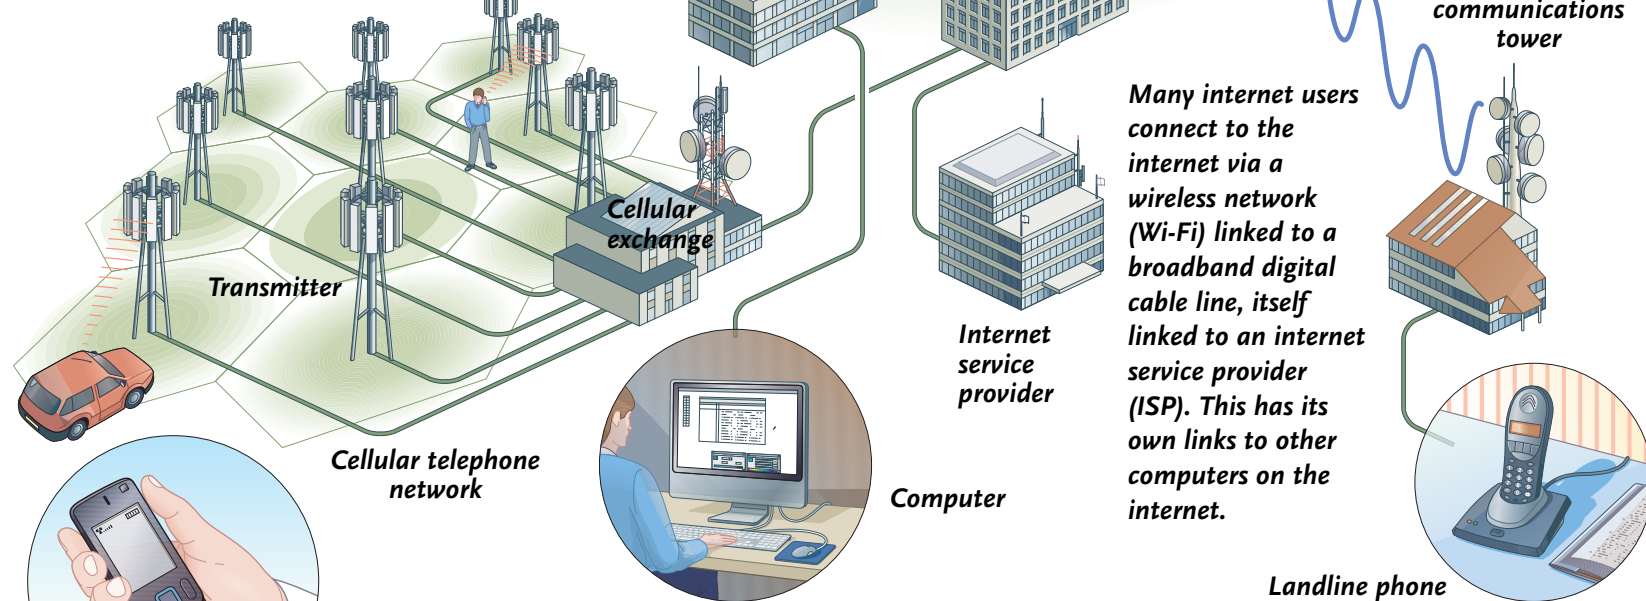 communications
tower
Many internet users
connect to the
internet via a
wireless network
(Wi-Fi) linked to a
broadband digital
cable line, itself
linked to an internet
service provider
(ISP). This has its
own links to other
computers on the
internet.
Cellular
exchange
Transmitter
Internet
service
provider
Cellular telephone
network
Computer
Landline phone